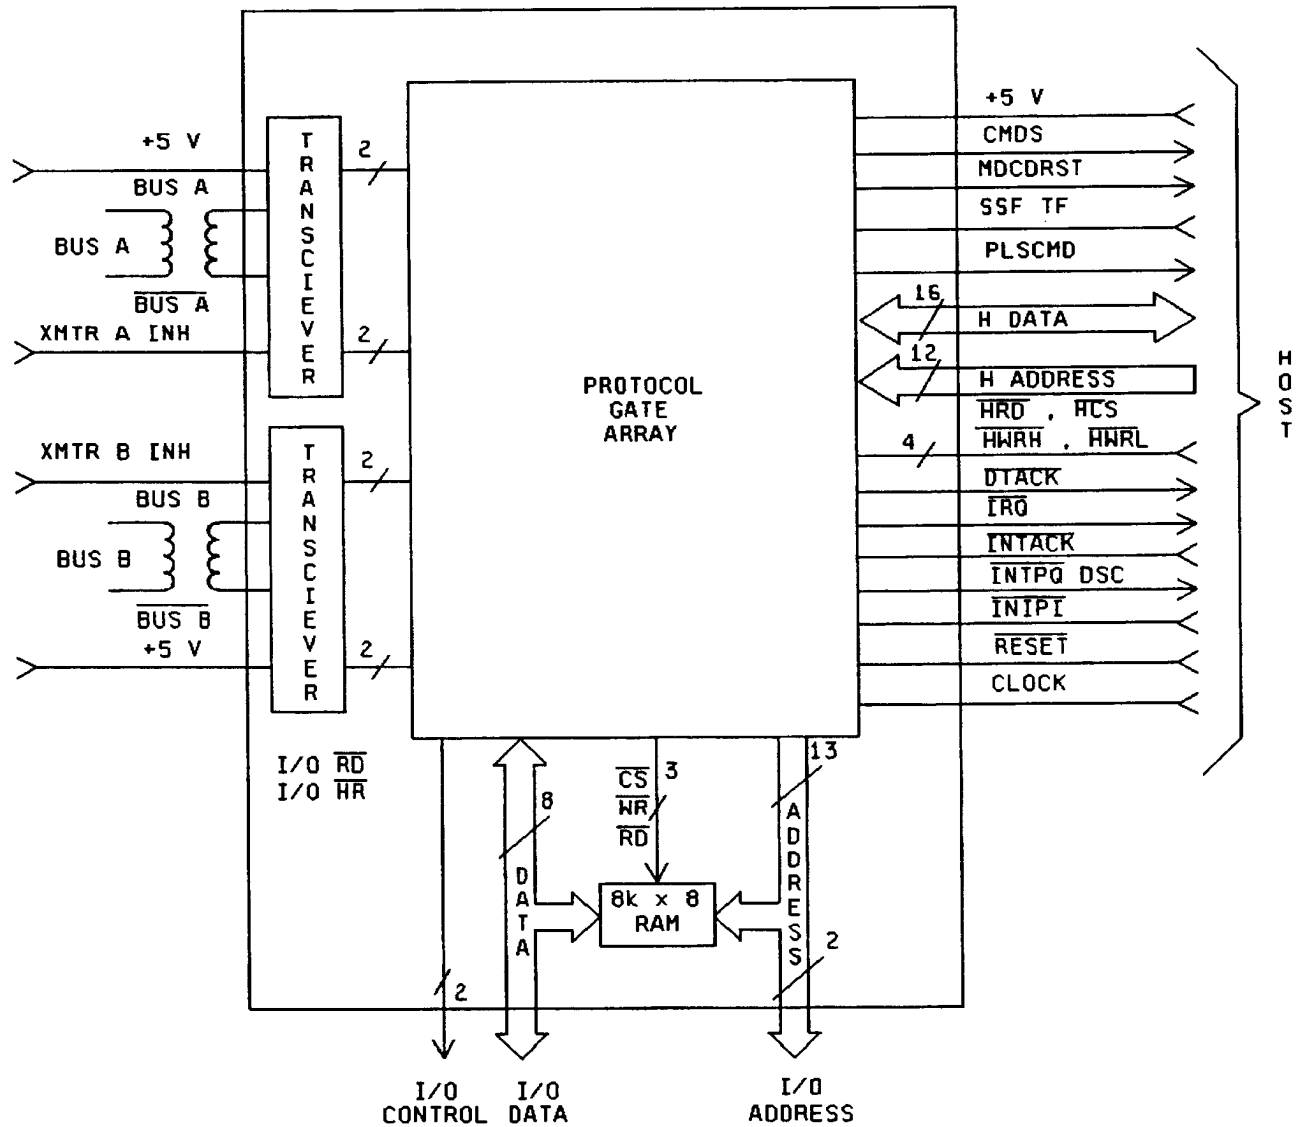 +5 V
BUS A
BUS A
BUS A
XMTR A INH
XMTR B INH
BUS B
BUS B
BUS B
+5 V
TRANSCIEVER
TRANSCIEVER
2
2
2
2
PROTOCOL
GATE
ARRAY
+5 V
CMDS
MDCDRST
SSF TF
PLSCMD
16
H DATA
12
H ADDRESS
HRD , HCS
4
HWRH , HWRL
DTACK
IRQ
INTACK
INTPQ DSC
INIPI
RESET
CLOCK
HOST
I/O RD
I/O HR
8
DATA
CS
WR
RD
3
8k x 8
RAM
13
ADDRESS
2
2
I/O
CONTROL
I/O
DATA
I/O
ADDRESS